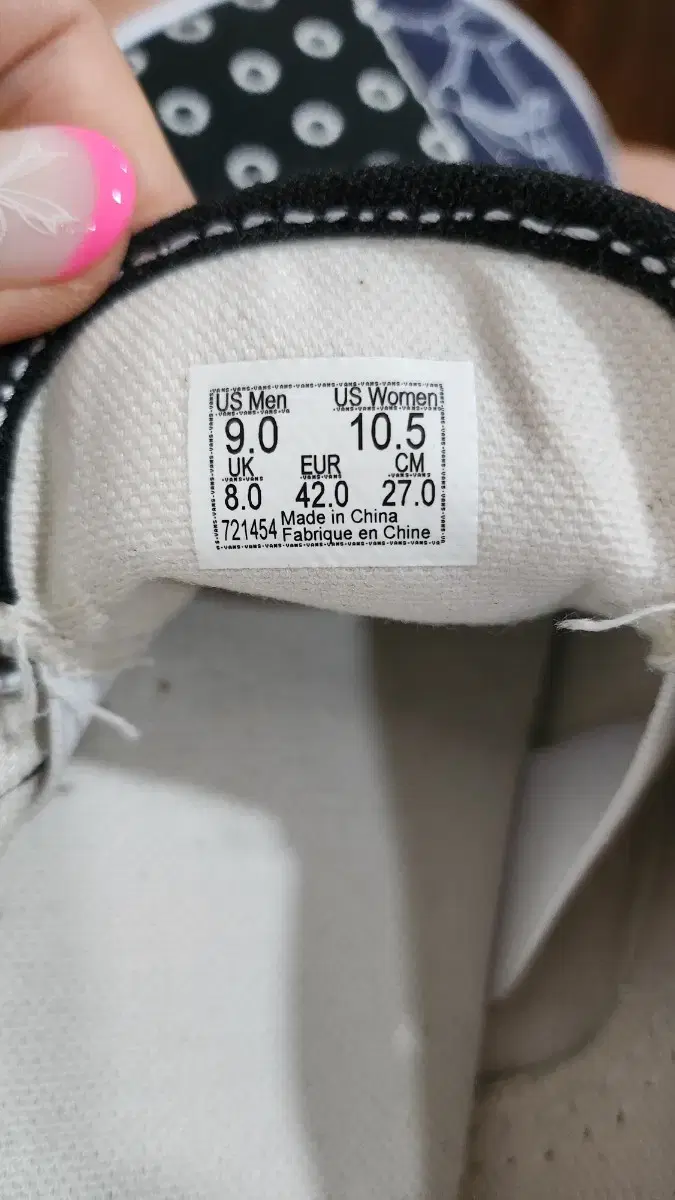 US Men US Women
9.0 10.5
UK EUR CM
8.0 42.0 27.0
721454 Made in China
Fabrique en Chine